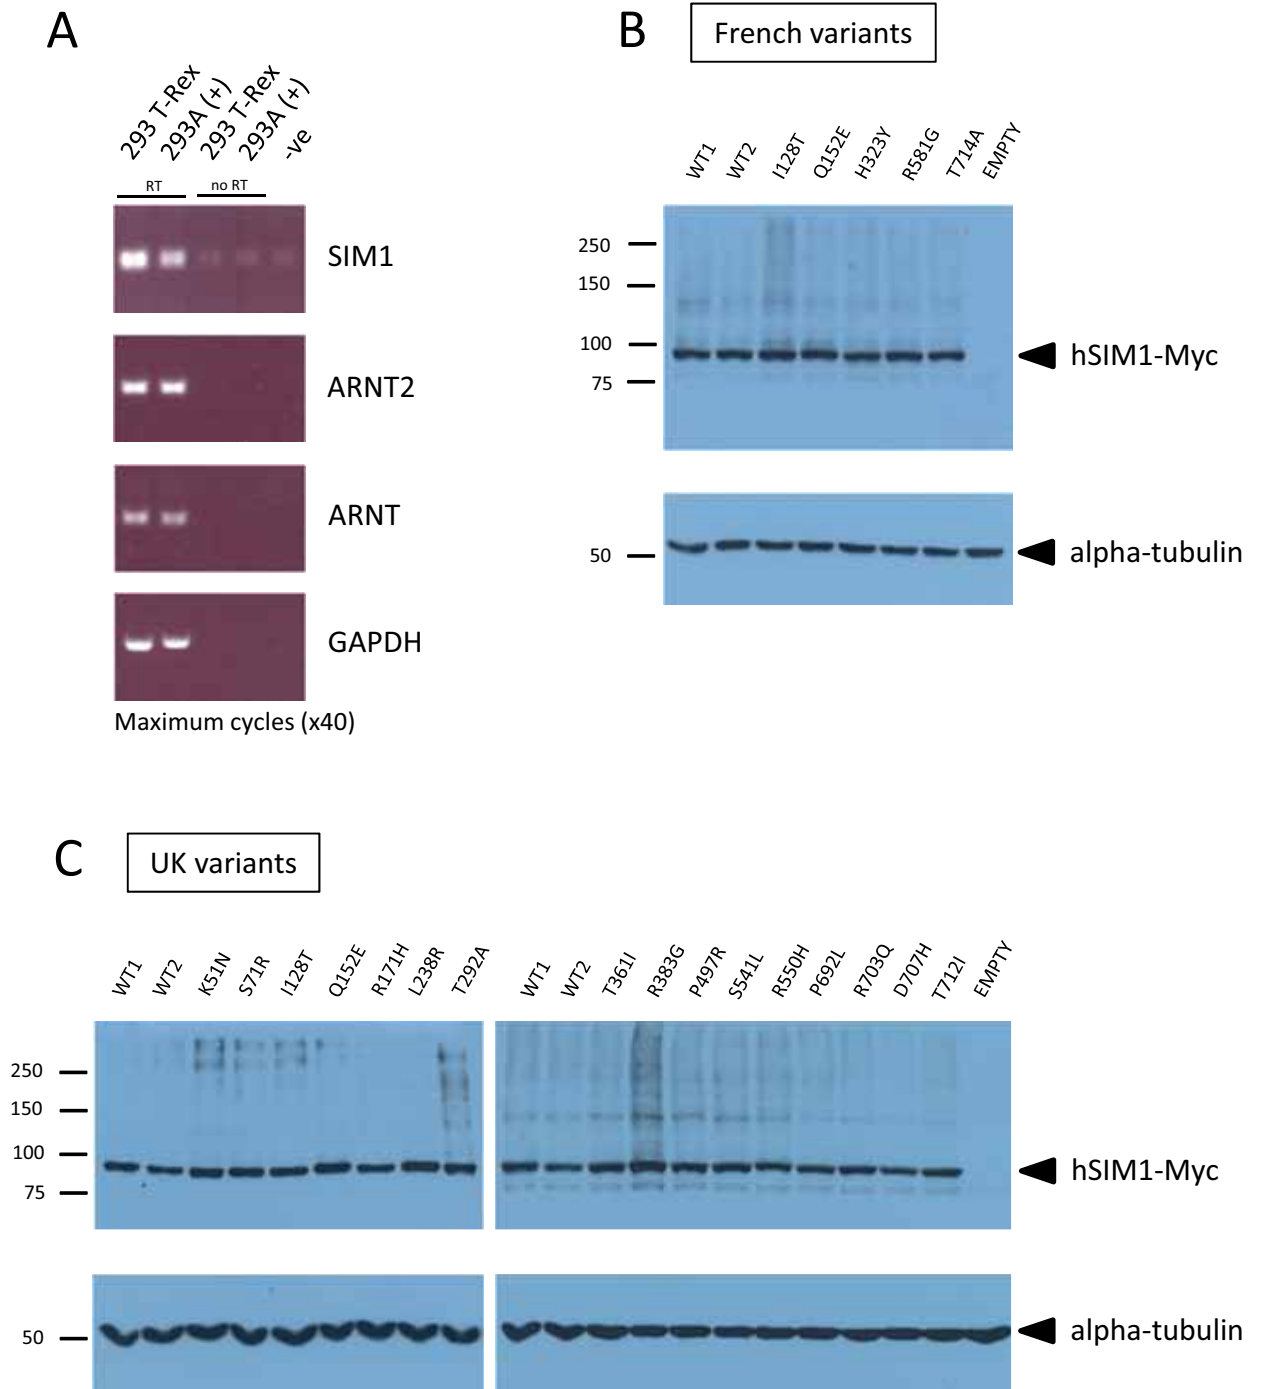 A
293 T-Rex
293A (+)
293 T-Rex
293A (+)
-ve
RT
no RT
SIM1
ARNT2
ARNT
GAPDH
Maximum cycles (x40)
B
French variants
WT1
WT2
I128T
Q152E
H323Y
R581G
T714A
EMPTY
250
150
100
75
hSIM1-Myc
50
alpha-tubulin
C
UK variants
WT1
WT2
K51N
S71R
I128T
Q152E
R171H
L238R
T292A
WT1
WT2
T361I
R383G
P497R
S541L
R550H
P692L
R703Q
D707H
T712I
EMPTY
250
150
100
75
hSIM1-Myc
50
alpha-tubulin